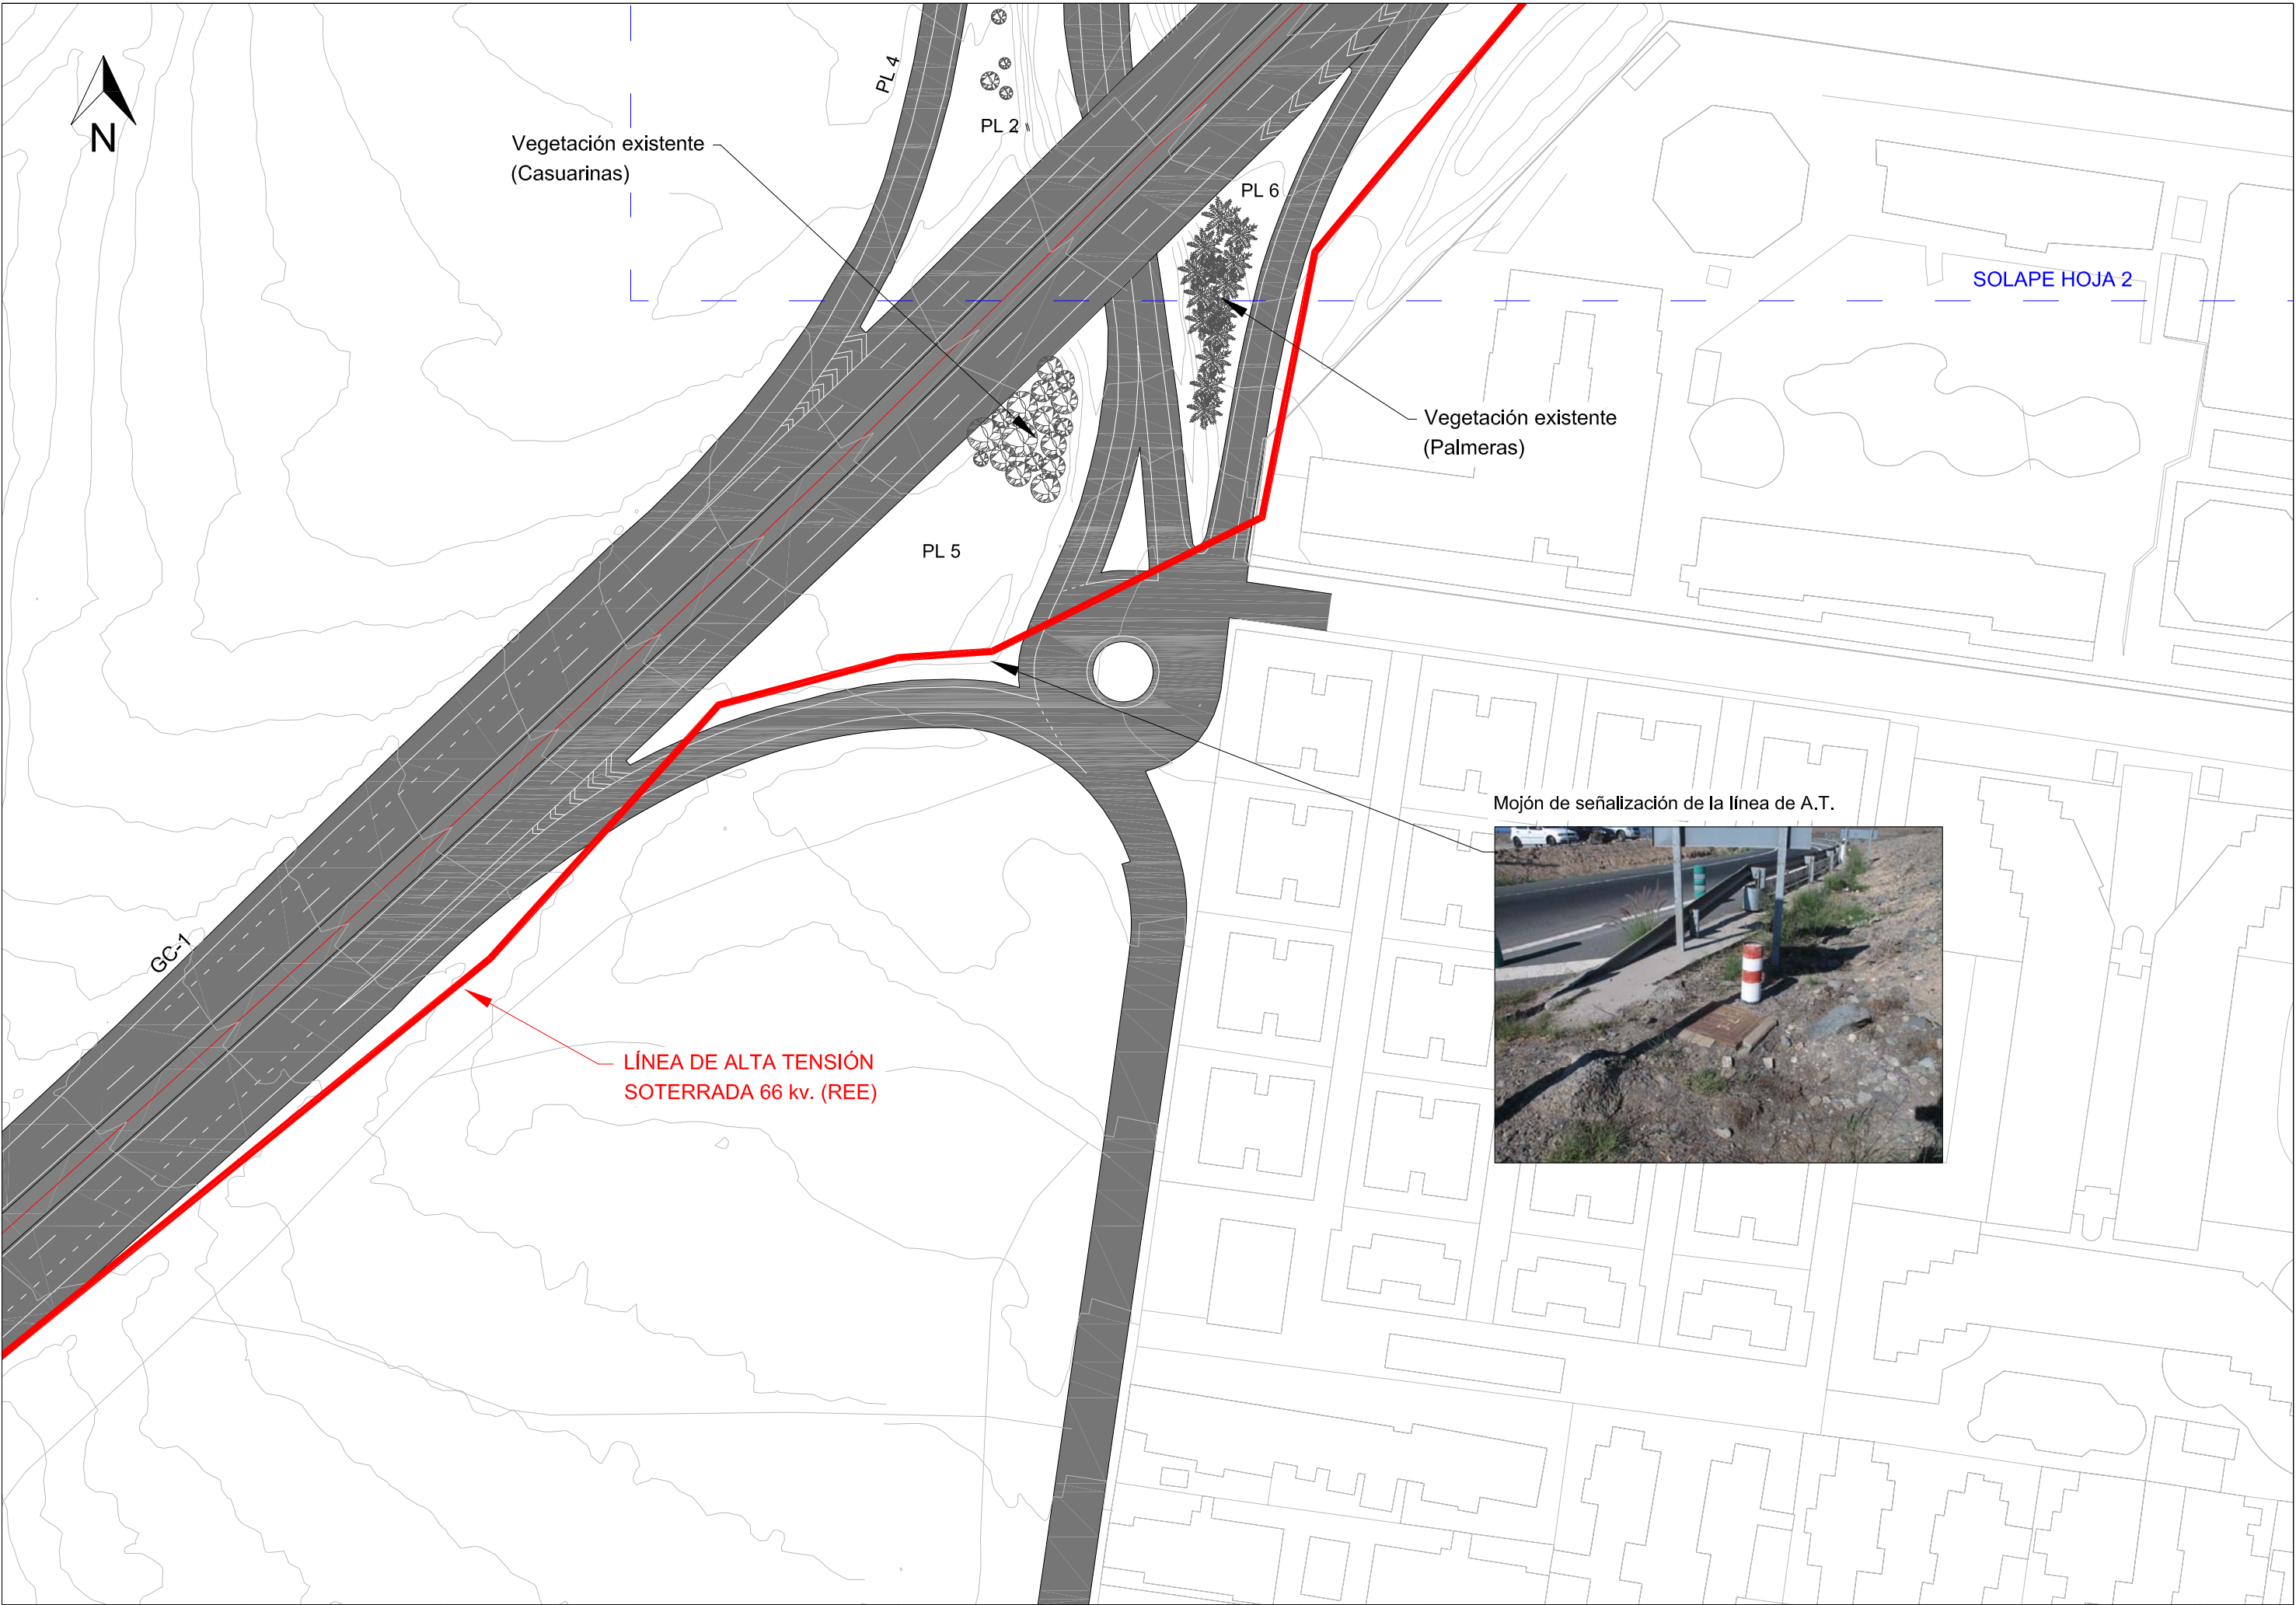 N
PL 4
PL 2
Vegetación existente
(Casuarinas)
PL 6
SOLAPE HOJA 2
Vegetación existente
(Palmeras)
PL 5
Mojón de señalización de la línea de A.T.
GC-1
LÍNEA DE ALTA TENSIÓN
SOTERRADA 66 kv. (REE)